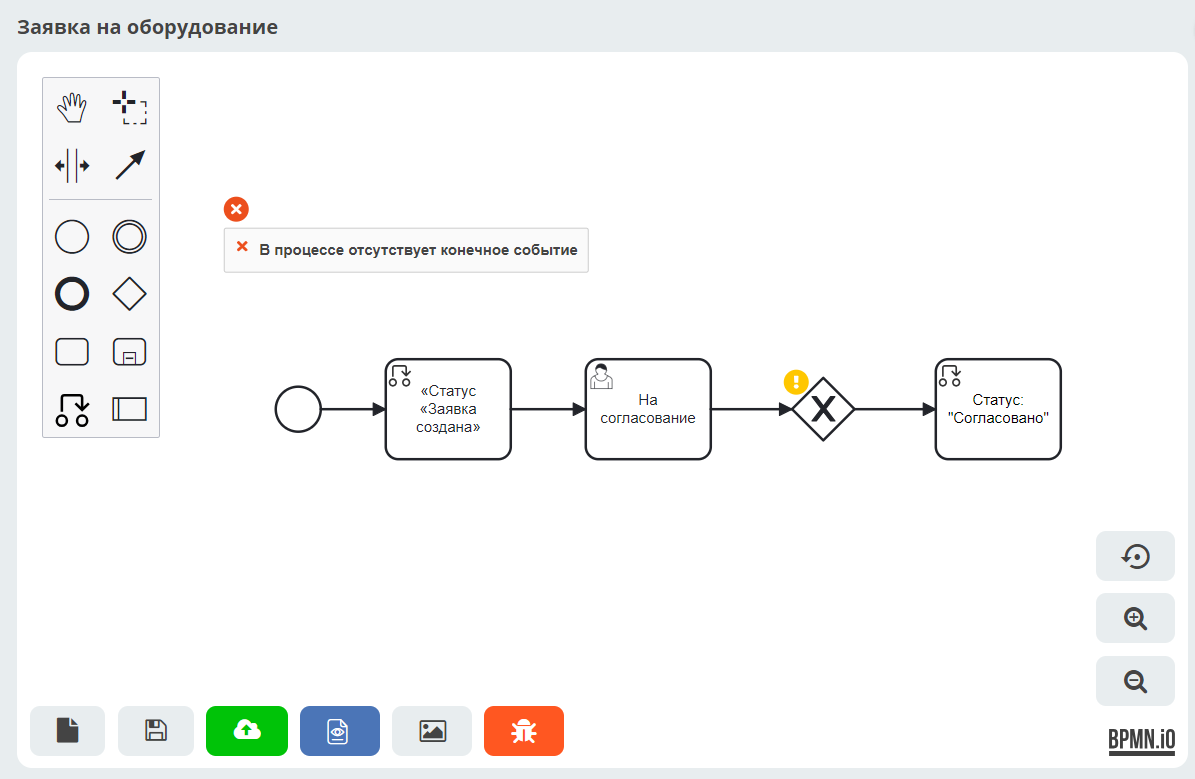 Заявка на оборудование
В процессе отсутствует конечное событие
«Статус
«Заявка
создана»
На
согласование
X
Статус:
"Согласовано"
BPMN.iO